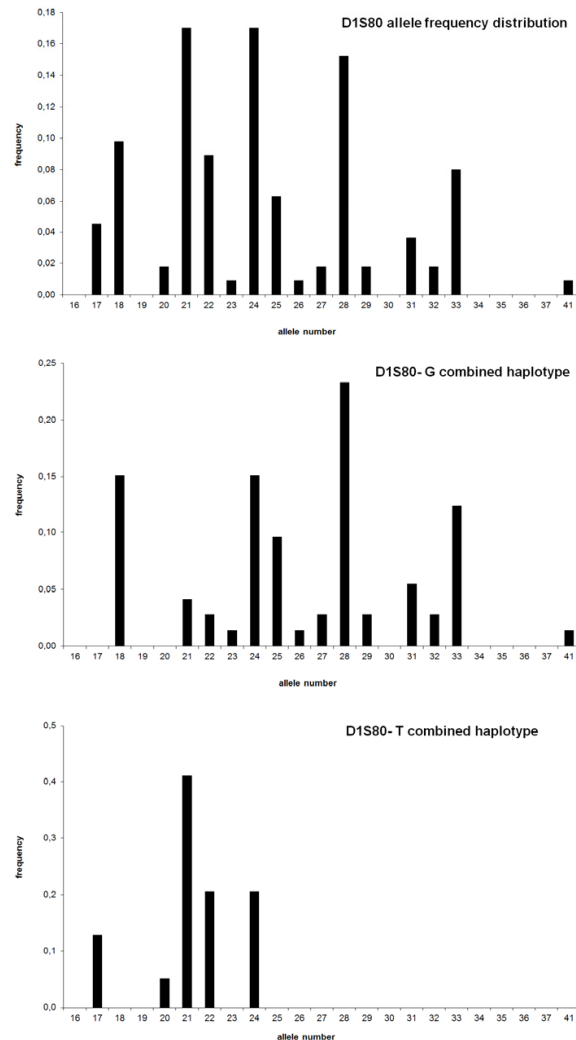 D1S80 allele frequency distribution
0,18
0,16
0,14
0,12
0,10
0,08
0,06
0,04
0,02
0,00
frequency
16 17 18 19 20 21 22 23 24 25 26 27 28 29 30 31 32 33 34 35 36 37 41
allele number
D1S80- G combined haplotype
0,25
0,20
0,15
0,10
0,05
0,00
frequency
16 17 18 19 20 21 22 23 24 25 26 27 28 29 30 31 32 33 34 35 36 37 41
allele number
D1S80- T combined haplotype
0,5
0,4
0,3
0,2
0,1
0,0
frequency
16 17 18 19 20 21 22 23 24 25 26 27 28 29 30 31 32 33 34 35 36 37 41
allele number